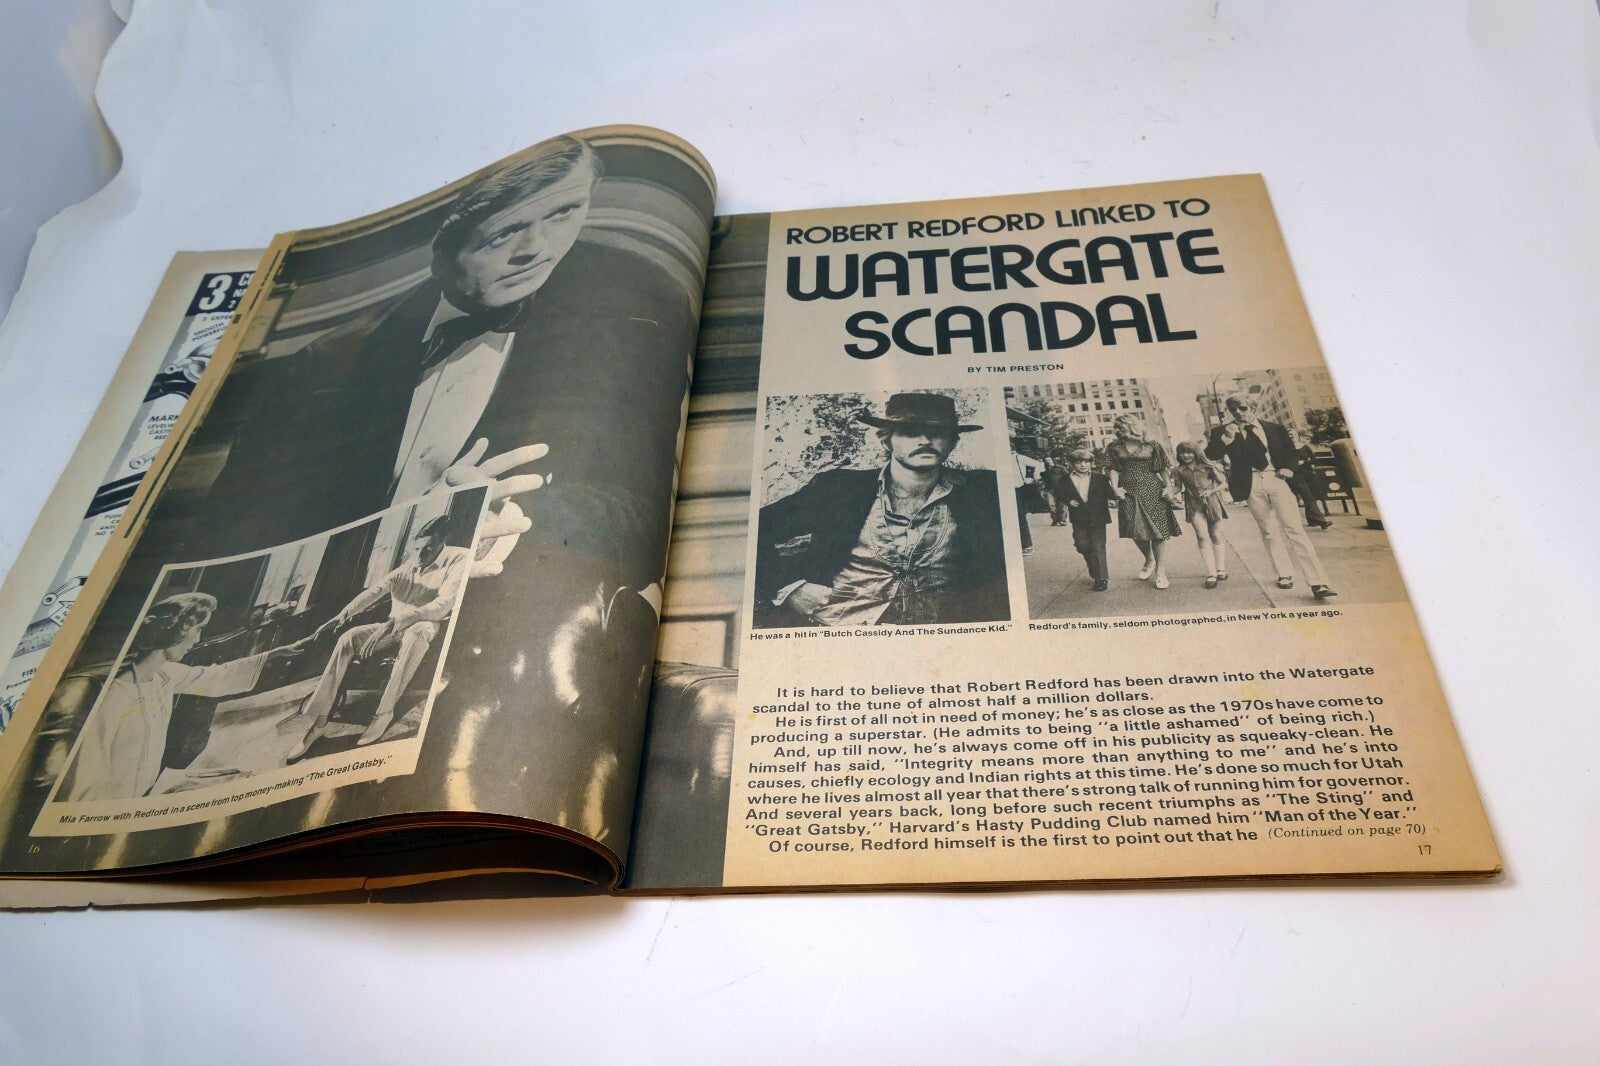 3
SMOOTH
POWERFUL
MARK
Mia Farrow with Redford in a scene from top money-making "The Great Gatsby."
16
ROBERT REDFORD LINKED TO
WATERGATE
SCANDAL
BY TIM PRESTON
He was a hit in "Butch Cassidy And The Sundance Kid."
Redford's family, seldom photographed, in New York a year ago.
It is hard to believe that Robert Redford has been drawn into the Watergate
scandal to the tune of almost half a million dollars.
He is first of all not in need of money; he's as close as the 1970s have come to
producing a superstar. (He admits to being "a little ashamed" of being rich.)
And, up till now, he's always come off in his publicity as squeaky-clean. He
himself has said, "Integrity means more than anything to me" and he's into
causes, chiefly ecology and Indian rights at this time. He's done so much for Utah
where he lives almost all year that there's strong talk of running him for governor.
And several years back, long before such recent triumphs as "The Sting" and
"Great Gatsby," Harvard's Hasty Pudding Club named him "Man of the Year."
Of course, Redford himself is the first to point out that he (Continued on page 70)
17